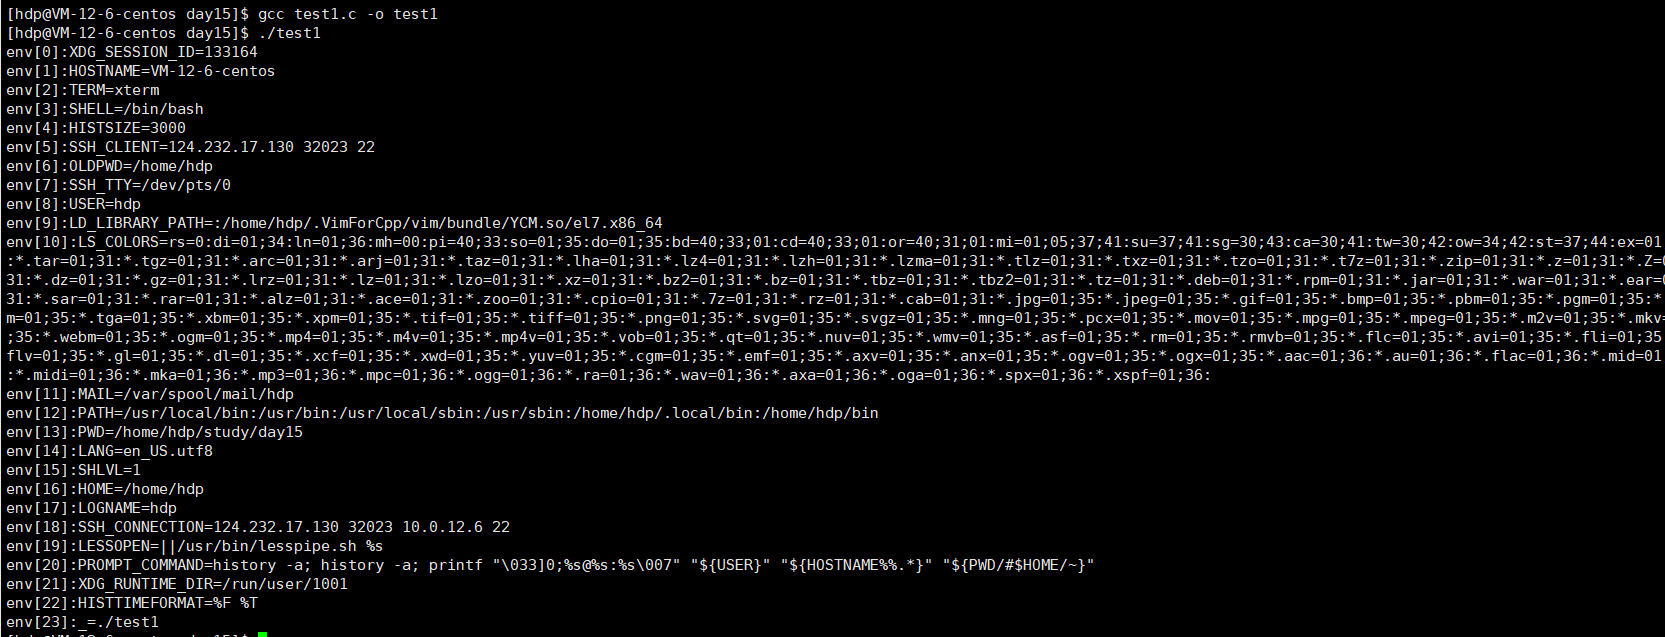 [hdp@VM-12-6-centos day15]$ gcc test1.c -o test1
[hdp@VM-12-6-centos day15]$ ./test1
env[0]:XDG_SESSION_ID=133164
env[1]:HOSTNAME=VM-12-6-centos
env[2]:TERM=xterm
env[3]:SHELL=/bin/bash
env[4]:HISTSIZE=3000
env[5]:SSH_CLIENT=124.232.17.130 32023 22
env[6]:OLDPWD=/home/hdp
env[7]:SSH_TTY=/dev/pts/0
env[8]:USER=hdp
env[9]:LD_LIBRARY_PATH=:/home/hdp/.VimForCpp/vim/bundle/YCM.so/el7.x86_64
env[10]:LS_COLORS=rs=0:di=01;34:ln=01;36:mh=00:pi=40;33:so=01;35:do=01;35:bd=40;33;01:cd=40;33;01:or=40;31;01:mi=01;05;37;41:su=37;41:sg=30;43:ca=30;41:tw=30;42:ow=34;42:st=37;44:ex=01
:*.tar=01;31:*.tgz=01;31:*.arc=01;31:*.arj=01;31:*.taz=01;31:*.lha=01;31:*.lz4=01;31:*.lzh=01;31:*.lzma=01;31:*.tlz=01;31:*.txz=01;31:*.tzo=01;31:*.t7z=01;31:*.zip=01;31:*.z=01;31:*.Z=0
31:*.dz=01;31:*.gz=01;31:*.lrz=01;31:*.lz=01;31:*.lzo=01;31:*.xz=01;31:*.bz2=01;31:*.bz=01;31:*.tbz=01;31:*.tbz2=01;31:*.tz=01;31:*.deb=01;31:*.rpm=01;31:*.jar=01;31:*.war=01;31:*.ear=0
31:*.sar=01;31:*.rar=01;31:*.alz=01;31:*.ace=01;31:*.zoo=01;31:*.cpio=01;31:*.7z=01;31:*.rz=01;31:*.cab=01;31:*.jpg=01;35:*.jpeg=01;35:*.gif=01;35:*.bmp=01;35:*.pbm=01;35:*.pgm=01;35:*
m=01;35:*.tga=01;35:*.xbm=01;35:*.xpm=01;35:*.tif=01;35:*.tiff=01;35:*.png=01;35:*.svg=01;35:*.svgz=01;35:*.mng=01;35:*.pcx=01;35:*.mov=01;35:*.mpg=01;35:*.mpeg=01;35:*.m2v=01;35:*.mkv=
;35:*.webm=01;35:*.ogm=01;35:*.mp4=01;35:*.m4v=01;35:*.mp4v=01;35:*.vob=01;35:*.qt=01;35:*.nuv=01;35:*.wmv=01;35:*.asf=01;35:*.rm=01;35:*.rmvb=01;35:*.flc=01;35:*.avi=01;35:*.fli=01;35
flv=01;35:*.gl=01;35:*.dl=01;35:*.xcf=01;35:*.xwd=01;35:*.yuv=01;35:*.cgm=01;35:*.emf=01;35:*.axv=01;35:*.anx=01;35:*.ogv=01;35:*.ogx=01;35:*.aac=01;36:*.au=01;36:*.flac=01;36:*.mid=01
:*.midi=01;36:*.mka=01;36:*.mp3=01;36:*.mpc=01;36:*.ogg=01;36:*.ra=01;36:*.wav=01;36:*.axa=01;36:*.oga=01;36:*.spx=01;36:*.xspf=01;36:
env[11]:MAIL=/var/spool/mail/hdp
env[12]:PATH=/usr/local/bin:/usr/bin:/usr/local/sbin:/usr/sbin:/home/hdp/.local/bin:/home/hdp/bin
env[13]:PWD=/home/hdp/study/day15
env[14]:LANG=en_US.utf8
env[15]:SHLVL=1
env[16]:HOME=/home/hdp
env[17]:LOGNAME=hdp
env[18]:SSH_CONNECTION=124.232.17.130 32023 10.0.12.6 22
env[19]:LESSOPEN=||/usr/bin/lesspipe.sh %s
env[20]:PROMPT_COMMAND=history -a; history -a; printf "\033]0;%s@%s:%s\007" "${USER}" "${HOSTNAME%%.*}" "${PWD/#$HOME/~}"
env[21]:XDG_RUNTIME_DIR=/run/user/1001
env[22]:HISTTIMEFORMAT=%F %T
env[23]:_=./test1